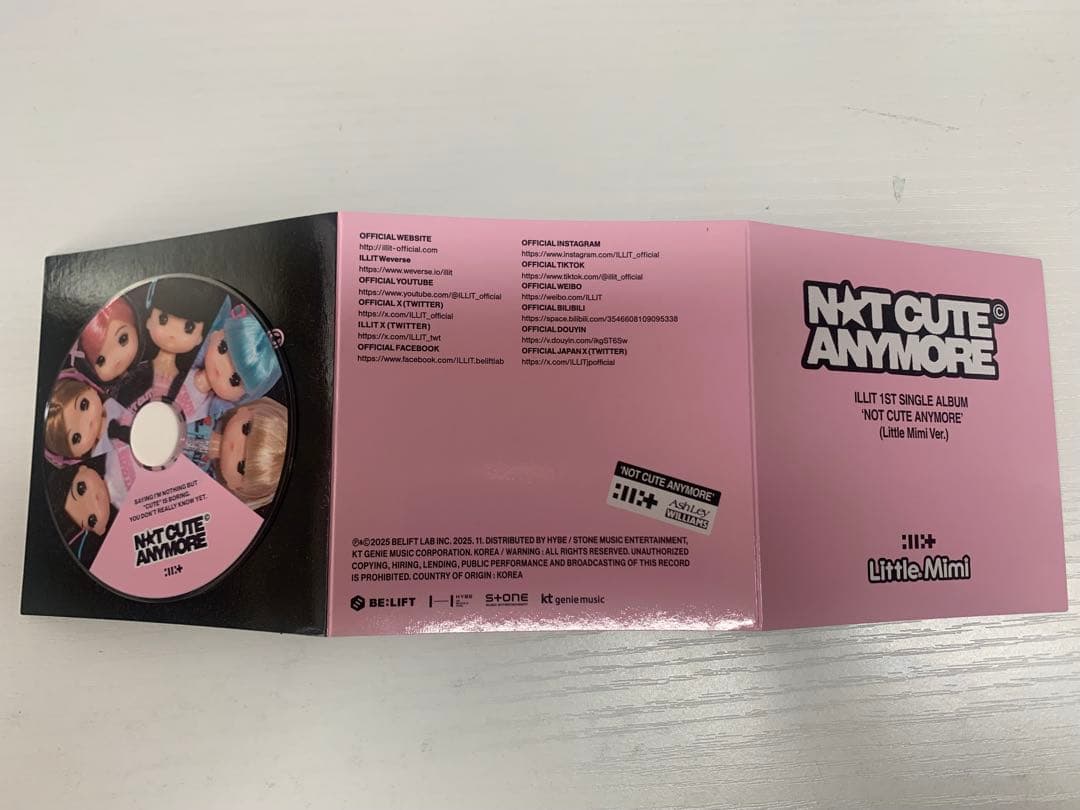 SAYING I'M NOTHING BUT
"CUTE" IS BORING.
YOU DON'T REALLY KNOW YET.
N★T CUTE©
ANYMORE
OFFICIAL WEBSITE
http://illit-official.com
ILLIT Weverse
https://www.weverse.io/illit
OFFICIAL YOUTUBE
https://www.youtube.com/@ILLIT_official
OFFICIAL X (TWITTER)
https://x.com/ILLIT_official
ILLIT X (TWITTER)
https://x.com/ILLIT_twt
OFFICIAL FACEBOOK
https://www.facebook.com/ILLIT.beliftlab
OFFICIAL INSTAGRAM
https://www.instagram.com/ILLIT_official
OFFICIAL TIKTOK
https://www.tiktok.com/@illit_official
OFFICIAL WEIBO
https://weibo.com/ILLIT
OFFICIAL BILIBILI
https://space.bilibili.com/3546608109095338
OFFICIAL DOUYIN
https://v.douyin.com/ikgST6Sw
OFFICIAL JAPAN X (TWITTER)
https://x.com/ILLITjpofficial
'NOT CUTE ANYMORE'
AshLey
WILLIAMS
℗&©2025 BELIFT LAB INC. 2025. 11. DISTRIBUTED BY HYBE / STONE MUSIC ENTERTAINMENT,
KT GENIE MUSIC CORPORATION. KOREA / WARNING : ALL RIGHTS RESERVED. UNAUTHORIZED
COPYING, HIRING, LENDING, PUBLIC PERFORMANCE AND BROADCASTING OF THIS RECORD
IS PROHIBITED. COUNTRY OF ORIGIN : KOREA
BE:LIFT
HYBE
S+ONE
MUSIC ENTERTAINMENT
kt genie music
N★T CUTE©
ANYMORE
ILLIT 1ST SINGLE ALBUM
'NOT CUTE ANYMORE'
(Little Mimi Ver.)
Little Mimi